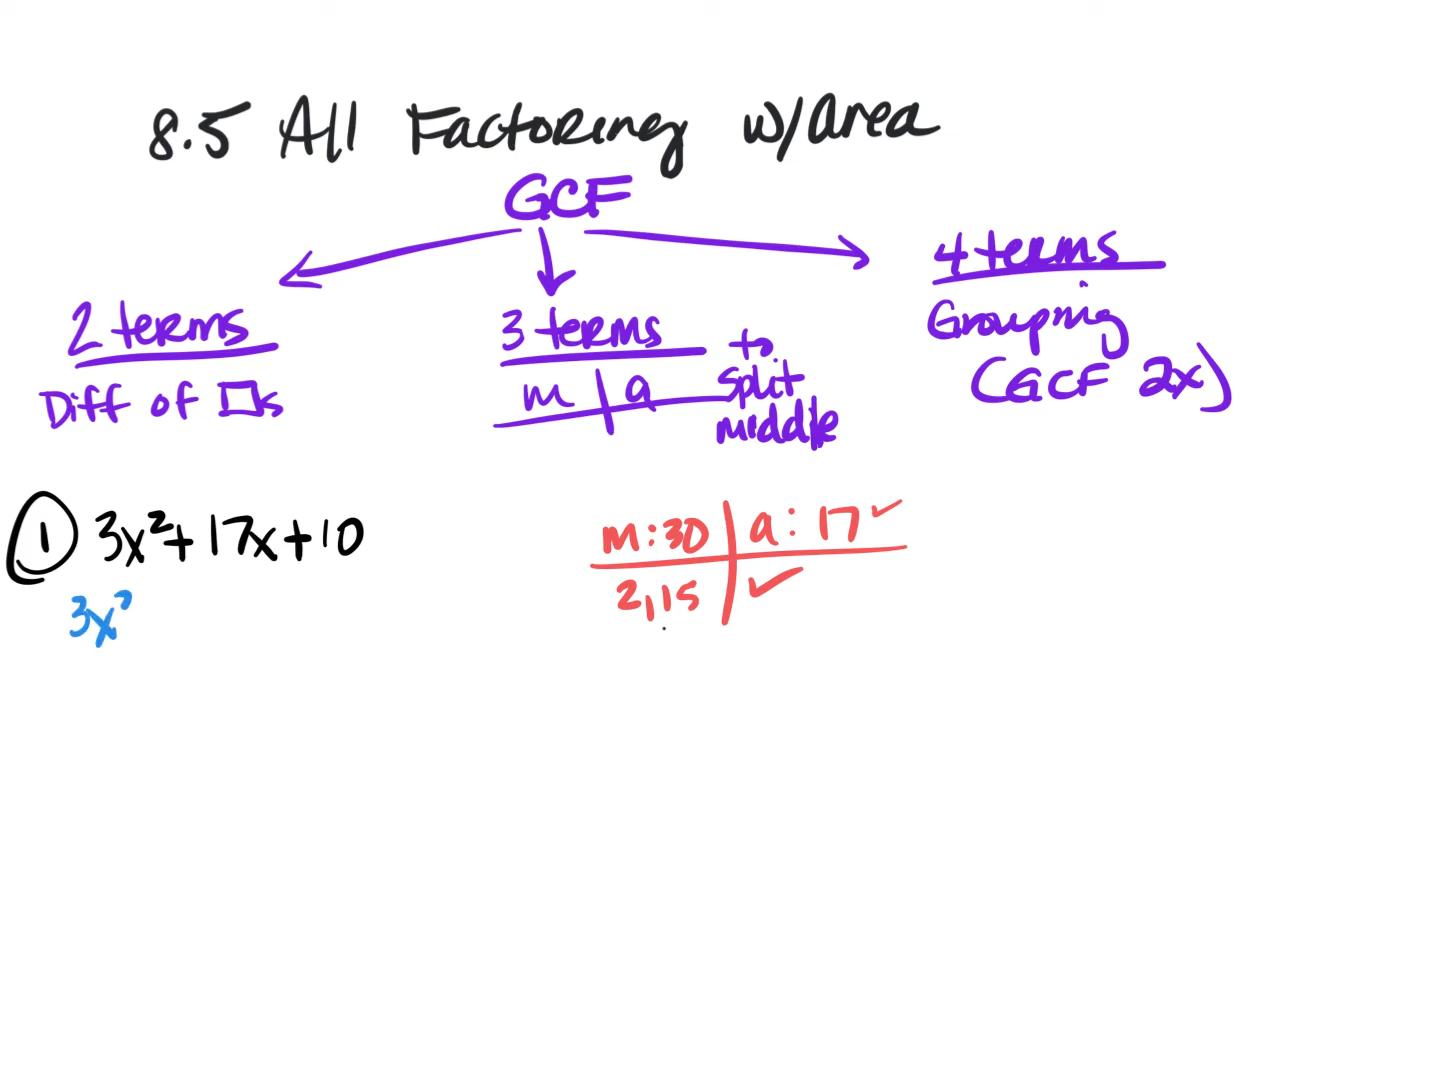 8.5 All Factoring w/area
GCF
2 terms
Diff of □s
3 terms
m | a
to
split
middle
4 terms
Grouping
(GCF 2x)
① 3x²+17x+10
m:30 | a: 17 ✓
2,15 | ✓
3x²